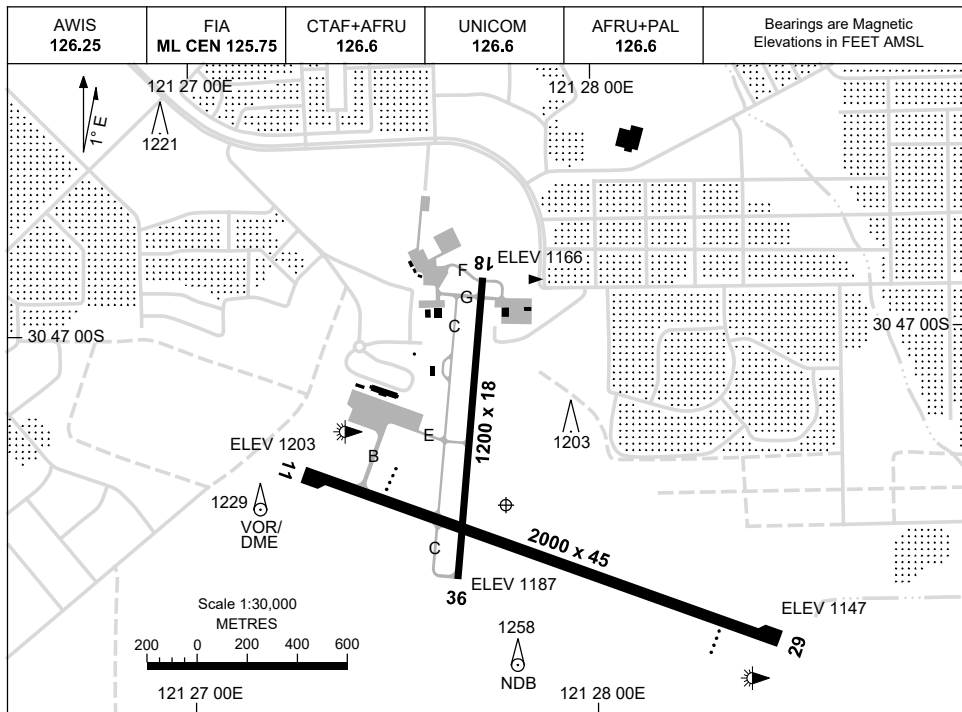 AWIS
126.25
FIA
ML CEN 125.75
CTAF+AFRU
126.6
UNICOM
126.6
AFRU+PAL
126.6
Bearings are Magnetic
Elevations in FEET AMSL
121 27 00E
121 28 00E
1° E
1221
18
ELEV 1166
F
G
C
30 47 00S
30 47 00S
1200 x 18
1203
E
ELEV 1203
B
11
1229
VOR/
DME
C
2000 x 45
ELEV 1187
36
ELEV 1147
29
Scale 1:30,000
METRES
200 0 200 400 600
1258
NDB
121 27 00E
121 28 00E